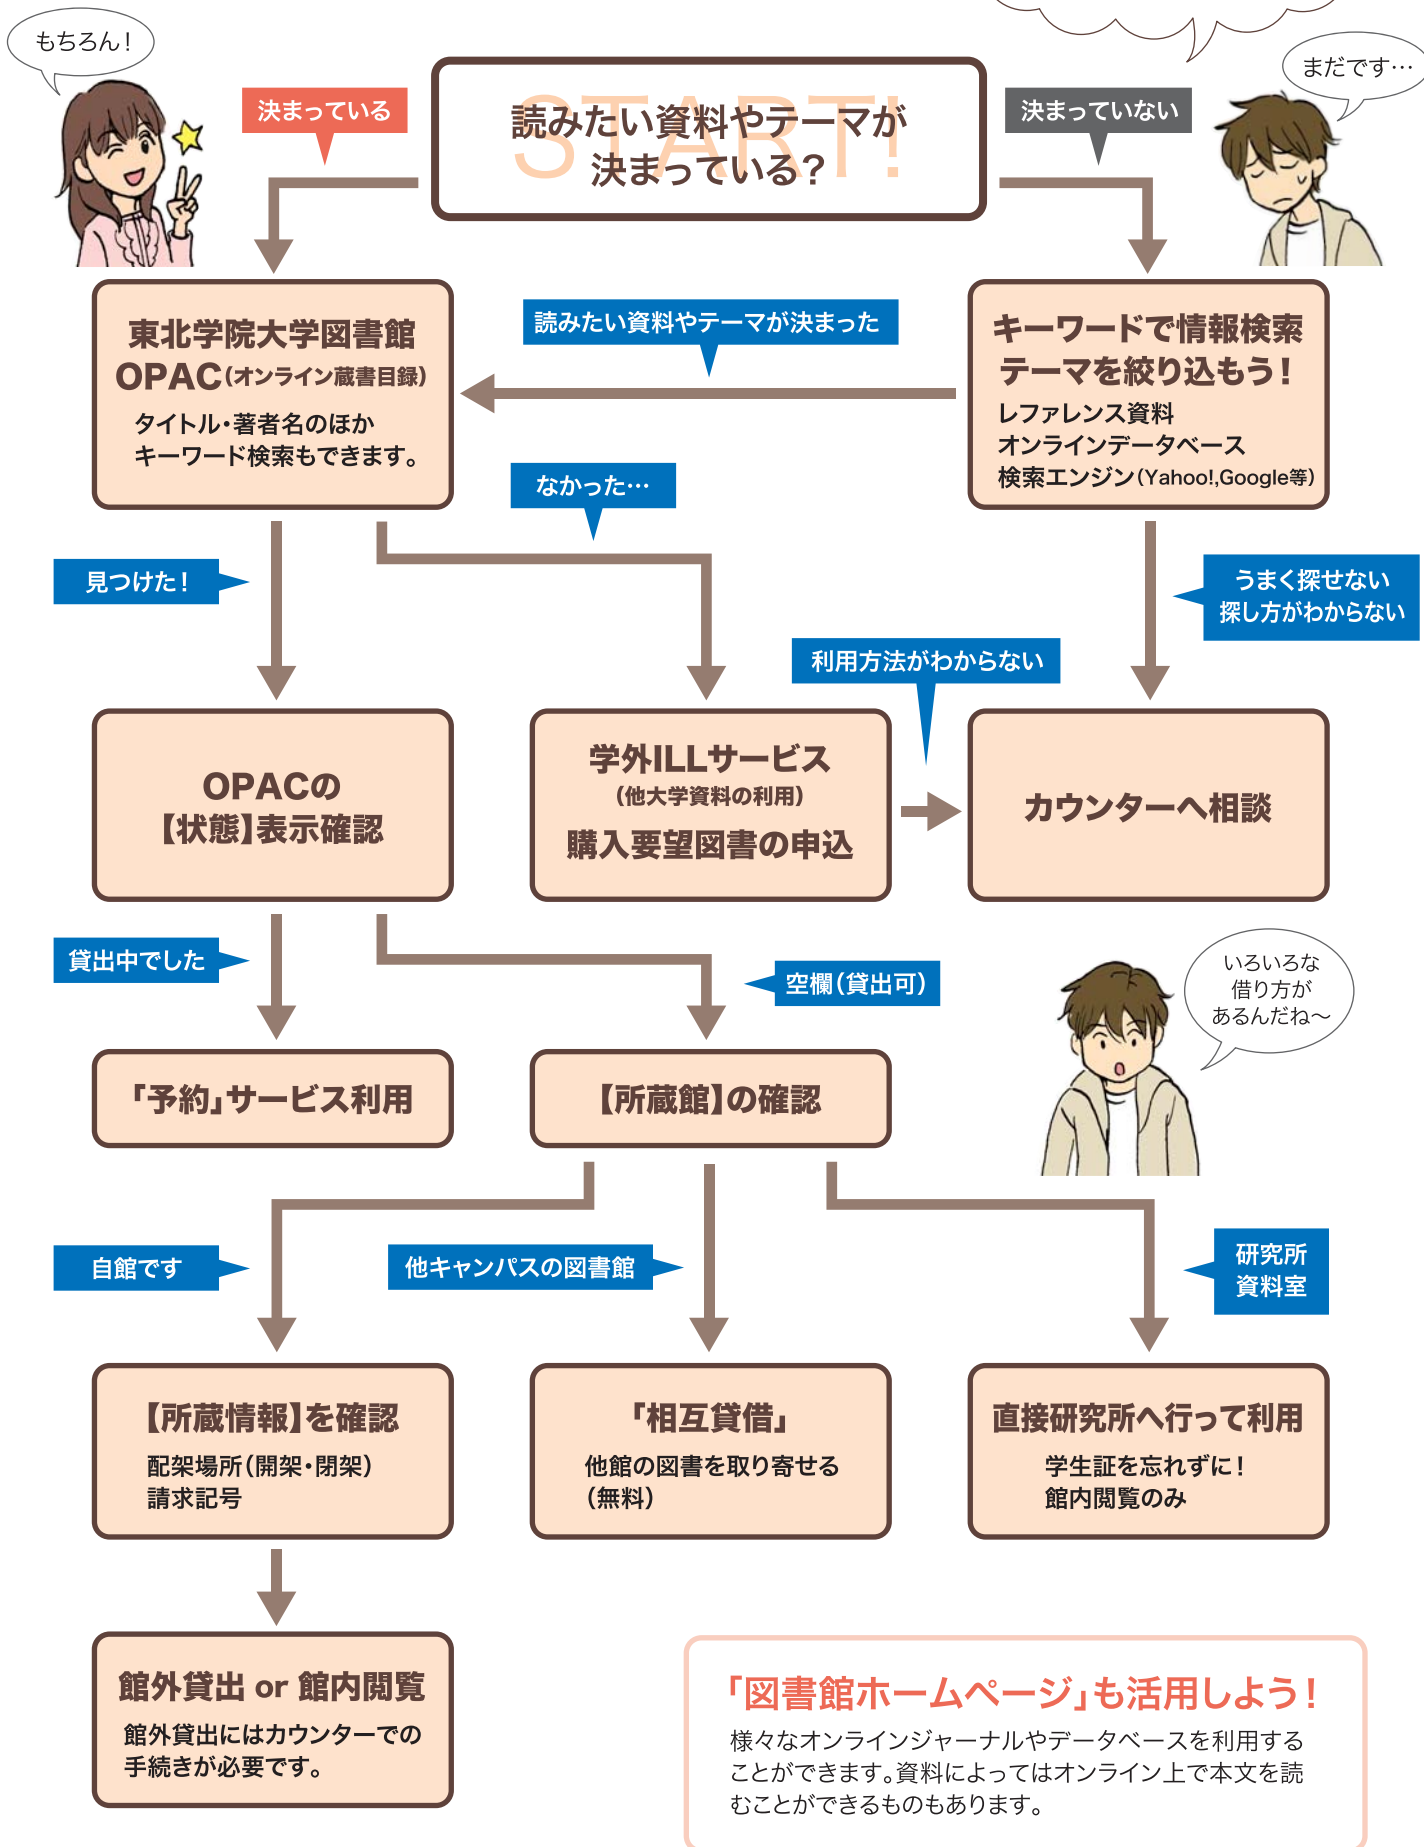 もちろん！
まだです…
決まっている
START!
読みたい資料やテーマが
決まっている？
決まっていない
東北学院大学図書館
OPAC（オンライン蔵書目録）
タイトル・著者名のほか
キーワード検索もできます。
読みたい資料やテーマが決まった
キーワードで情報検索
テーマを絞り込もう！
レファレンス資料
オンラインデータベース
検索エンジン（Yahoo!,Google等）
なかった…
見つけた！
うまく探せない
探し方がわからない
利用方法がわからない
OPACの
【状態】表示確認
学外ILLサービス
（他大学資料の利用）
購入要望図書の申込
カウンターへ相談
貸出中でした
空欄（貸出可）
いろいろな
借り方が
あるんだね～
「予約」サービス利用
【所蔵館】の確認
自館です
他キャンパスの図書館
研究所
資料室
【所蔵情報】を確認
配架場所（開架・閉架）
請求記号
「相互貸借」
他館の図書を取り寄せる
（無料）
直接研究所へ行って利用
学生証を忘れずに！
館内閲覧のみ
館外貸出 or 館内閲覧
館外貸出にはカウンターでの
手続きが必要です。
「図書館ホームページ」も活用しよう！
様々なオンラインジャーナルやデータベースを利用する
ことができます。資料によってはオンライン上で本文を読
むことができるものもあります。